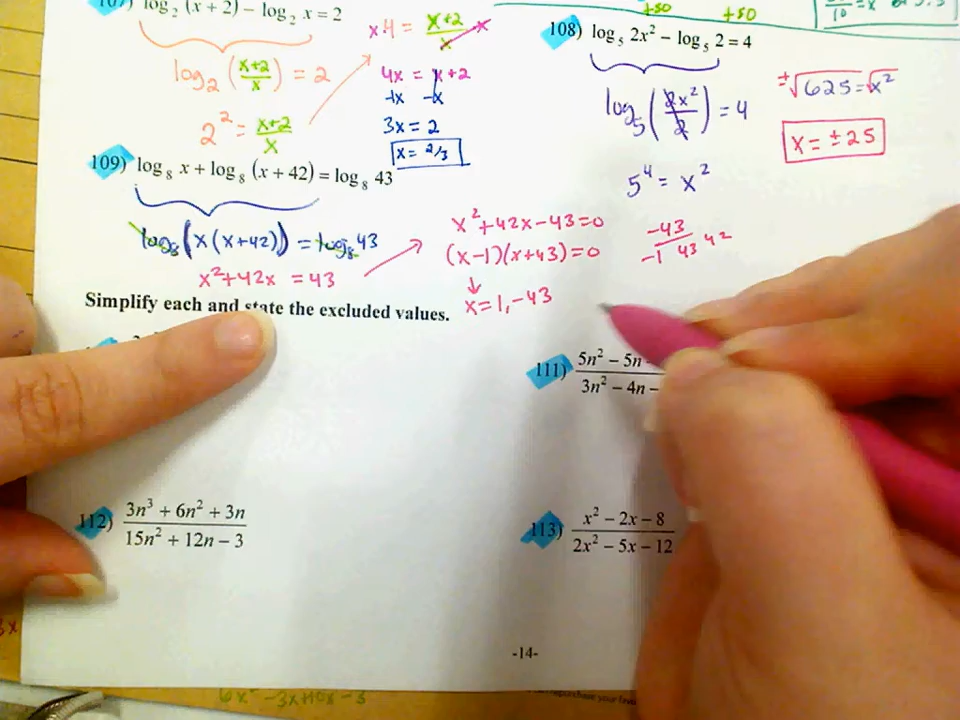 107) log₂ (x + 2) − log₂ x = 2
log₂ (x+2/x) = 2
2² = x+2/x
x·4 = x+2/x · x
4x = x+2
-x -x
3x = 2
x = 2/3
+50 +50
108) log₅ 2x² − log₅ 2 = 4
log₅ (2x²/2) = 4
5⁴ = x²
±√625 = √x²
x = ±25
109) log₈ x + log₈ (x + 42) = log₈ 43
log₈ (x(x+42)) = log₈ 43
x²+42x = 43
x²+42x-43=0
(x-1)(x+43)=0
x=1,-43
-43
-1 43 42
Simplify each and state the excluded values.
111) 5n² − 5n
3n² − 4n −
112) 3n³ + 6n² + 3n
15n² + 12n − 3
113) x² − 2x − 8
2x² − 5x − 12
-14-